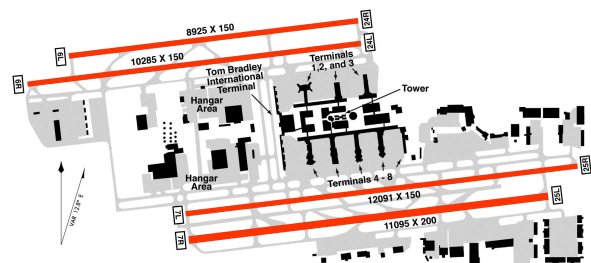 8925 X 150
24R
6L
10285 X 150
24L
6R
Tom Bradley
International
Terminal
Terminals
1,2, and 3
Tower
Hangar
Area
Hangar
Area
Terminals 4 - 8
VAR 12.8° E
25R
12091 X 150
7L
25L
11095 X 200
7R